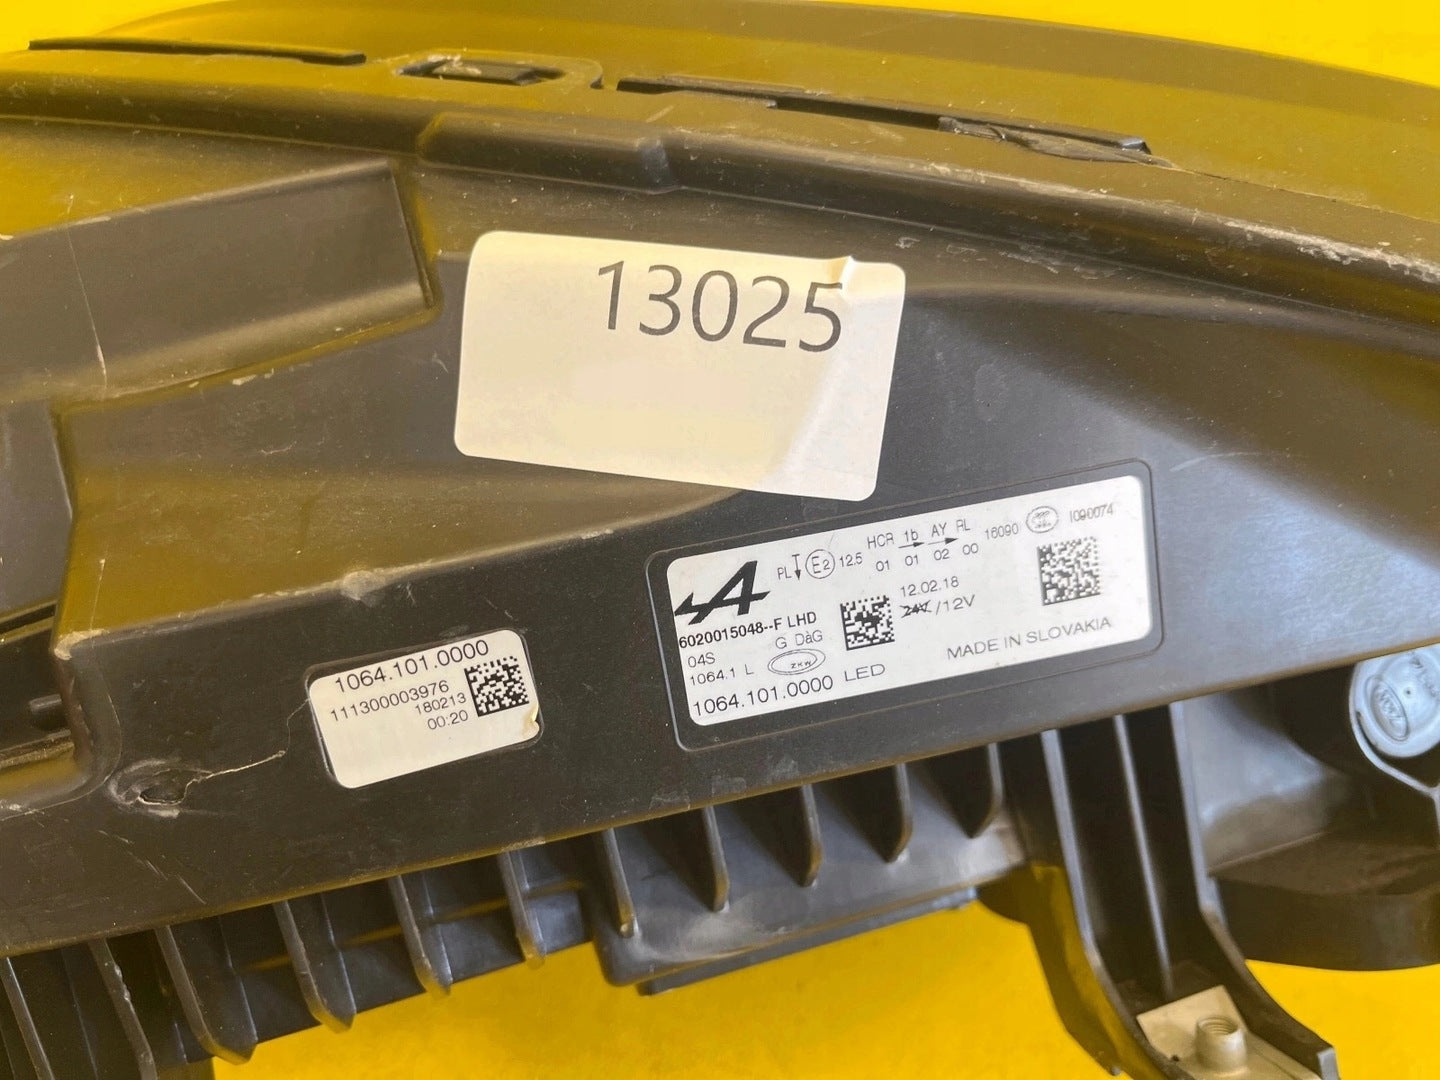 13025
PL E2 12.5 HCR 1b AY RL 16090 I090074
01 01 02 00
6020015048--F LHD
G DàG
12.02.18
24V/12V
04S
1064.1 L ZKW
1064.101.0000 LED
MADE IN SLOVAKIA
1064.101.0000
111300003976
180213
00:20